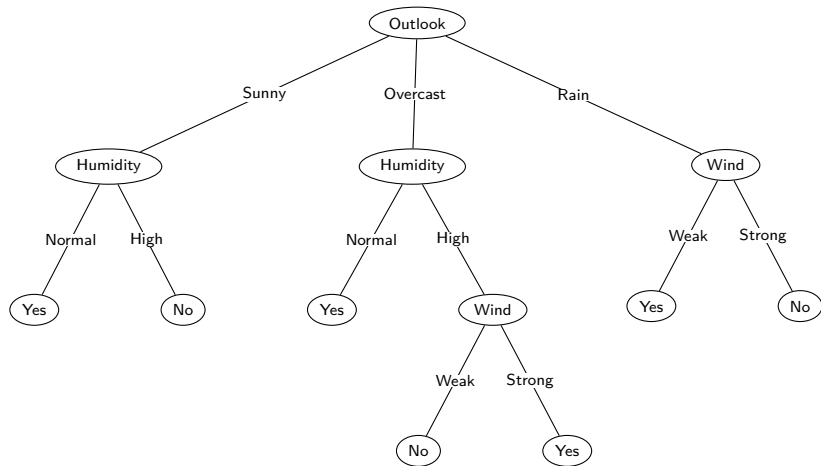 Outlook
Sunny
Overcast
Rain
Humidity
Humidity
Wind
Normal
High
Normal
High
Weak
Strong
Yes
No
Yes
Wind
Yes
No
Weak
Strong
No
Yes